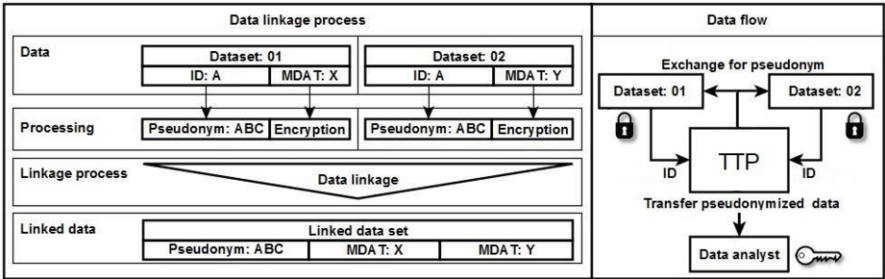 Data linkage process
Data
Dataset: 01
ID: A
MDAT: X
Dataset: 02
ID: A
MDAT: Y
Processing
Pseudonym: ABC
Encryption
Pseudonym: ABC
Encryption
Linkage process
Data linkage
Linked data
Linked data set
Pseudonym: ABC
MDAT: X
MDAT: Y
Data flow
Exchange for pseudonym
Dataset: 01
Dataset: 02
TTP
ID
ID
Transfer pseudonymized data
Data analyst